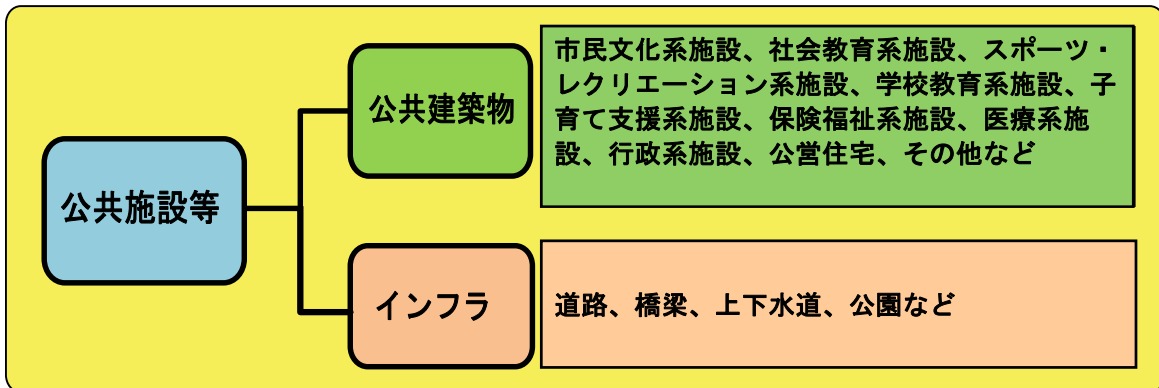 公共施設等
公共建築物
市民文化系施設、社会教育系施設、スポーツ・
レクリエーション系施設、学校教育系施設、子
育て支援系施設、保険福祉系施設、医療系施
設、行政系施設、公営住宅、その他など
インフラ
道路、橋梁、上下水道、公園など